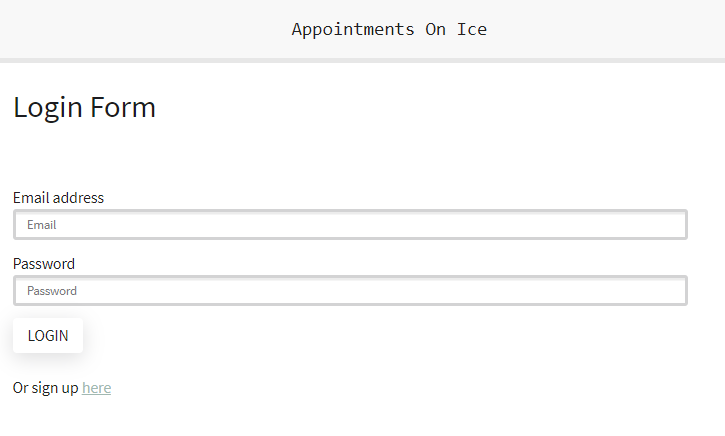 Appointments On Ice
Login Form
Email address
Email
Password
Password
LOGIN
Or sign up here